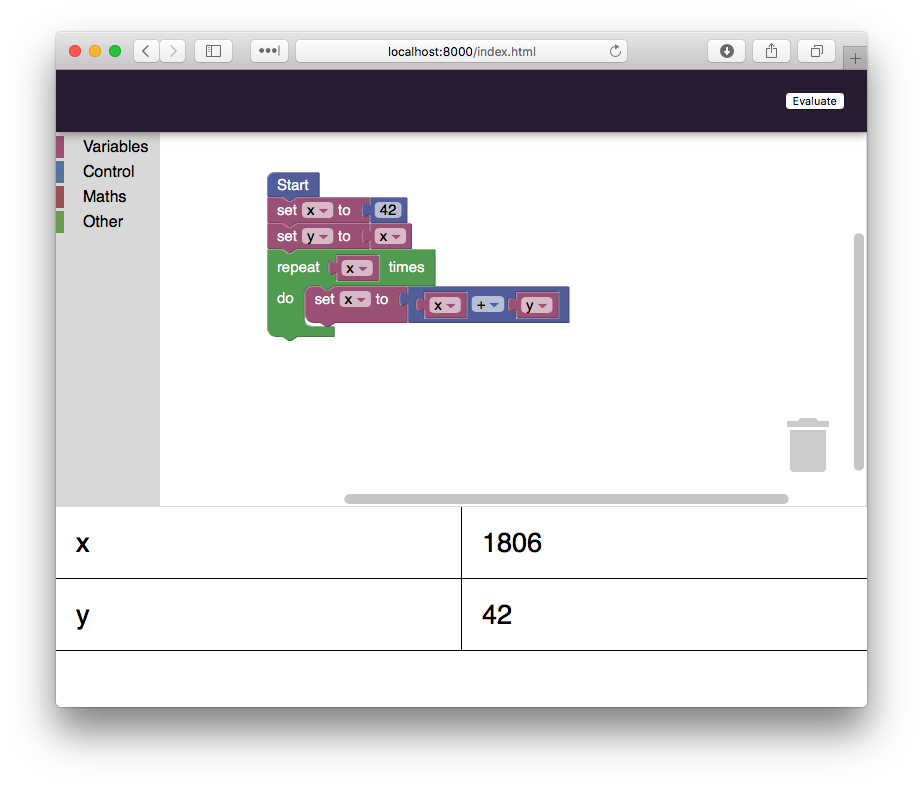 localhost:8000/index.html
Evaluate
Variables
Control
Maths
Other
Start
set x to 42
set y to x
repeat x times
do set x to x + y
x 1806
y 42